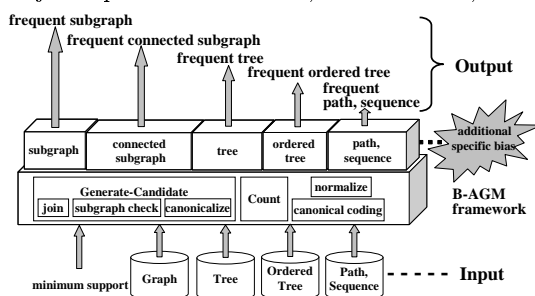 frequent subgraph
frequent connected subgraph
frequent tree
frequent ordered tree
frequent
path, sequence
Output
subgraph
connected
subgraph
tree
ordered
tree
path,
sequence
additional
specific bias
B-AGM
framework
Generate-Candidate
join
subgraph check
canonicalize
Count
normalize
canonical coding
minimum support
Graph
Tree
Ordered
Tree
Path,
Sequence
Input